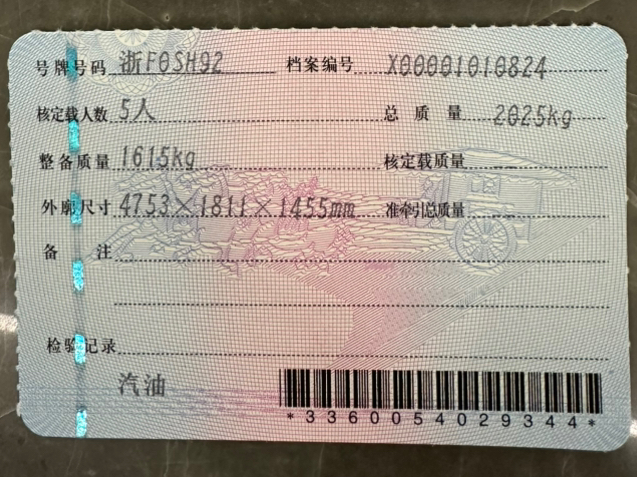 号牌号码 浙F0SH92 档案编号 X00001010824
核定载人数 5人 总质量 2025kg
整备质量 1615kg 核定载质量
外廓尺寸 4753×1811×1455mm 准牵引总质量
备注
检验记录
汽油
*3360054029344*